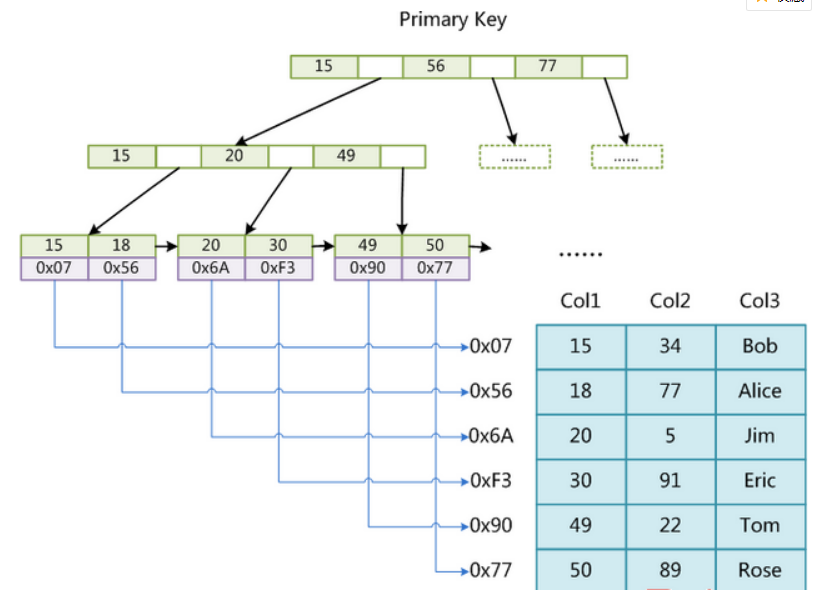 Primary Key
15 56 77
15 20 49
...... ......
15 18 20 30 49 50
0x07 0x56 0x6A 0xF3 0x90 0x77
......
Col1 Col2 Col3
0x07 15 34 Bob
0x56 18 77 Alice
0x6A 20 5 Jim
0xF3 30 91 Eric
0x90 49 22 Tom
0x77 50 89 Rose